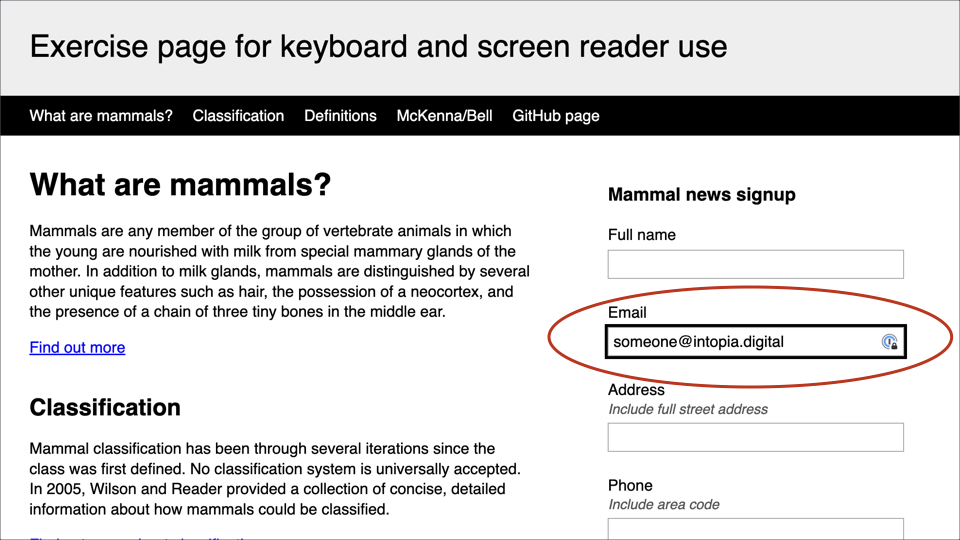 Exercise page for keyboard and screen reader use
What are mammals? Classification Definitions McKenna/Bell GitHub page
What are mammals?
Mammals are any member of the group of vertebrate animals in which
the young are nourished with milk from special mammary glands of the
mother. In addition to milk glands, mammals are distinguished by several
other unique features such as hair, the possession of a neocortex, and
the presence of a chain of three tiny bones in the middle ear.
Find out more
Classification
Mammal classification has been through several iterations since the
class was first defined. No classification system is universally accepted.
In 2005, Wilson and Reader provided a collection of concise, detailed
information about how mammals could be classified.
Mammal news signup
Full name
Email
someone@intopia.digital
Address
Include full street address
Phone
Include area code